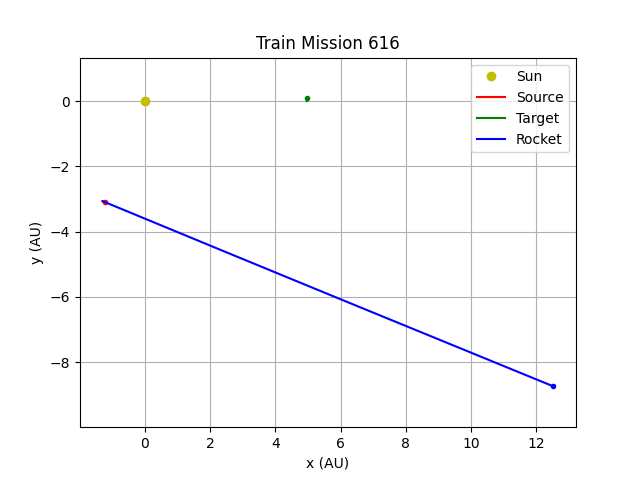 Train Mission 616
Sun
Source
Target
Rocket
0
−2
−4
−6
−8
y (AU)
0 2 4 6 8 10 12
x (AU)